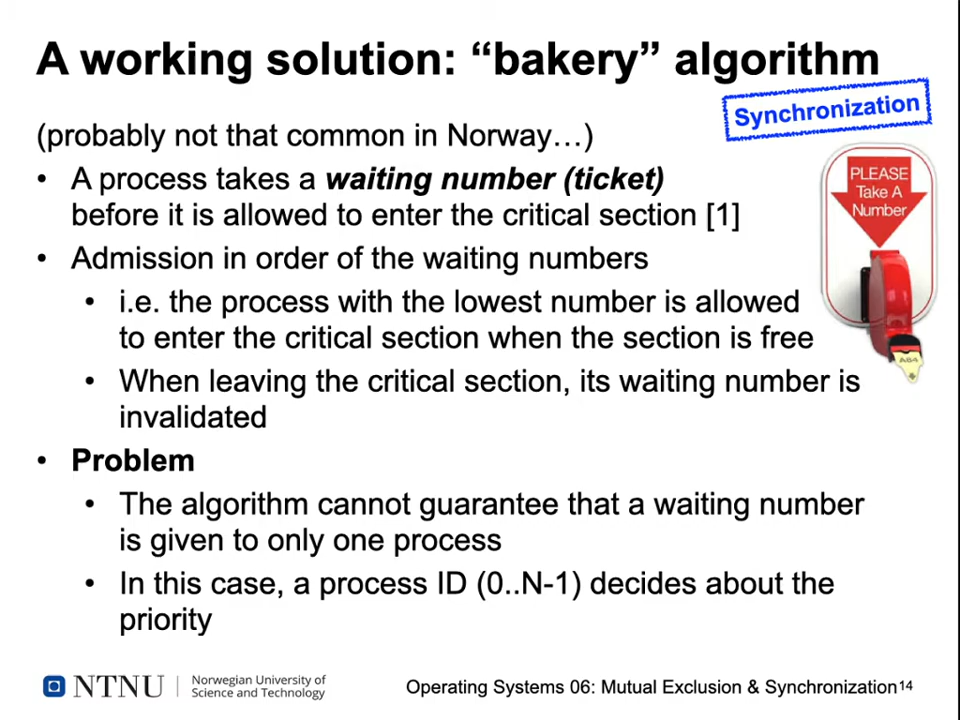 A working solution: “bakery” algorithm
Synchronization
(probably not that common in Norway…)
• A process takes a waiting number (ticket)
before it is allowed to enter the critical section [1]
• Admission in order of the waiting numbers
• i.e. the process with the lowest number is allowed
to enter the critical section when the section is free
• When leaving the critical section, its waiting number is
invalidated
• Problem
• The algorithm cannot guarantee that a waiting number
is given to only one process
• In this case, a process ID (0..N-1) decides about the
priority
PLEASE
Take A
Number
A84
NTNU
Norwegian University of
Science and Technology
Operating Systems 06: Mutual Exclusion & Synchronization 14